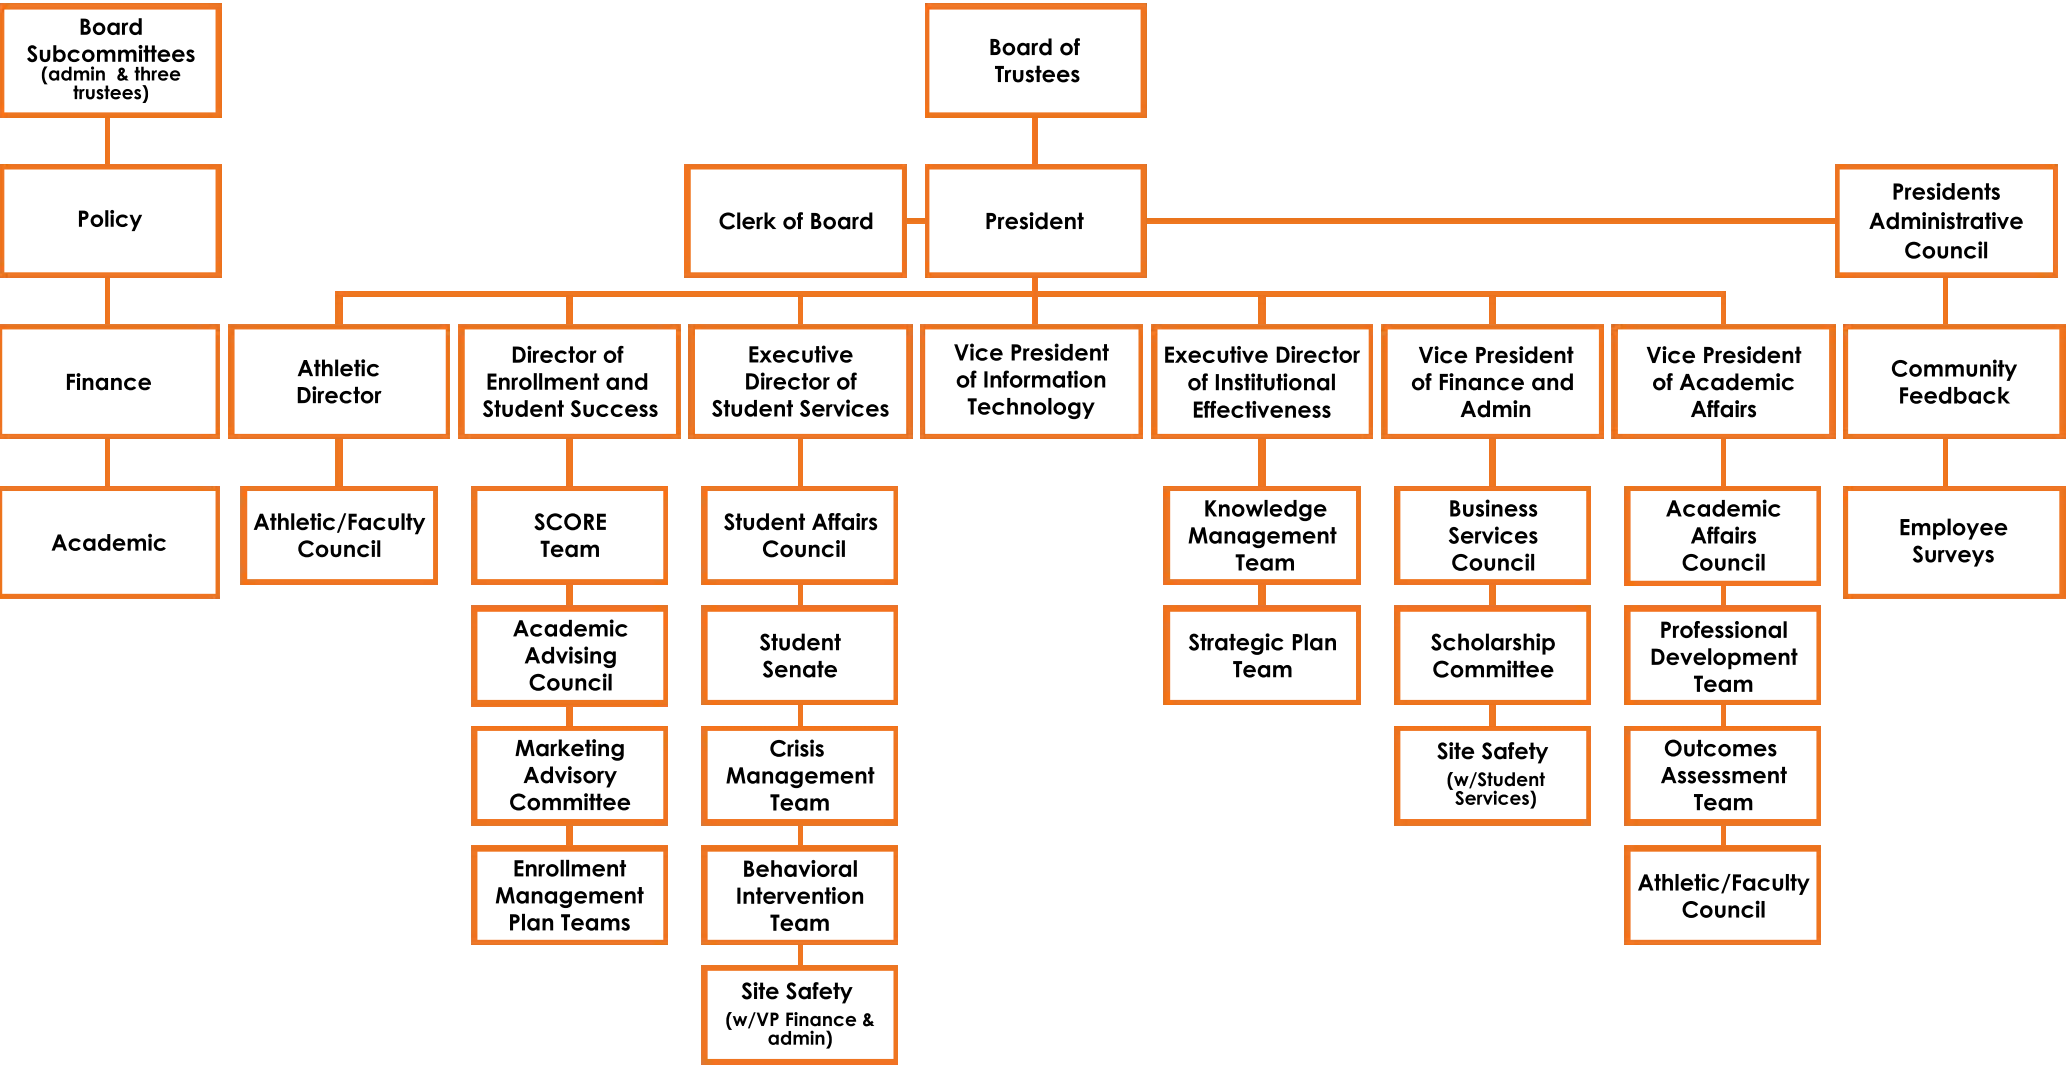 Board
Subcommittees
(admin & three
trustees)
Board of
Trustees
Policy
Clerk of Board
President
Presidents
Administrative
Council
Finance
Athletic
Director
Director of
Enrollment and
Student Success
Executive
Director of
Student Services
Vice President
of Information
Technology
Executive Director
of Institutional
Effectiveness
Vice President
of Finance and
Admin
Vice President
of Academic
Affairs
Community
Feedback
Academic
Athletic/Faculty
Council
SCORE
Team
Student Affairs
Council
Knowledge
Management
Team
Business
Services
Council
Academic
Affairs
Council
Employee
Surveys
Academic
Advising
Council
Student
Senate
Strategic Plan
Team
Scholarship
Committee
Professional
Development
Team
Marketing
Advisory
Committee
Crisis
Management
Team
Site Safety
(w/Student
Services)
Outcomes
Assessment
Team
Enrollment
Management
Plan Teams
Behavioral
Intervention
Team
Athletic/Faculty
Council
Site Safety
(w/VP Finance &
admin)